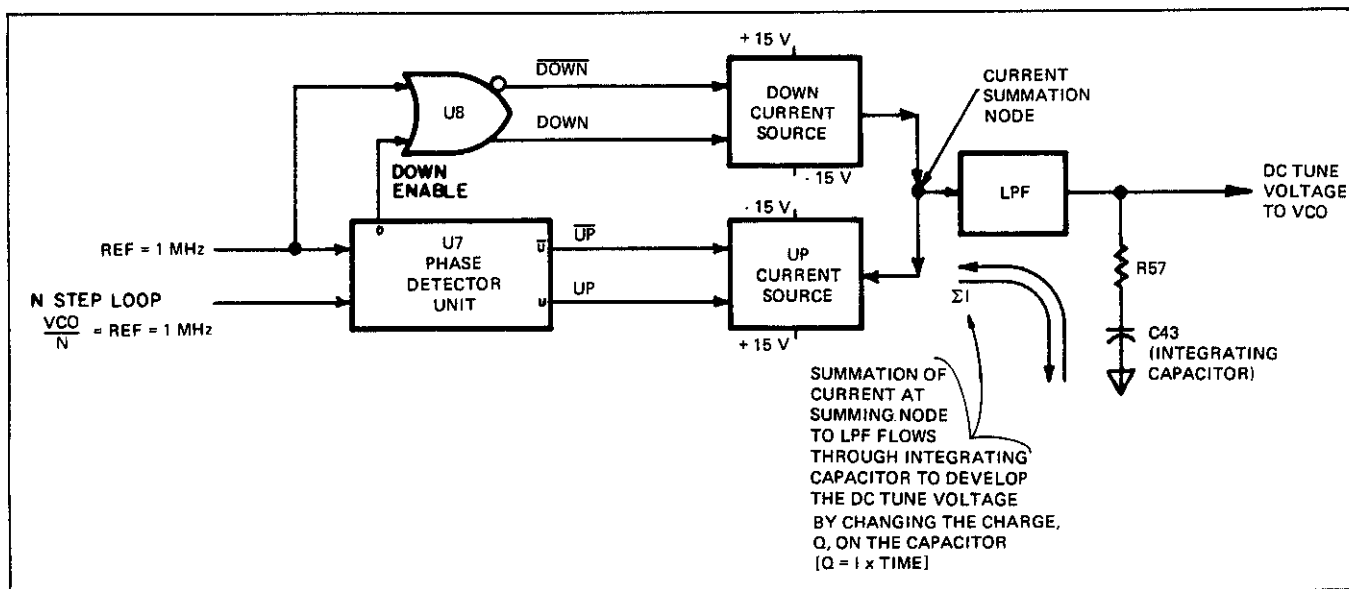 + 15 V
DOWN
U8
DOWN
DOWN
ENABLE
DOWN
CURRENT
SOURCE
- 15 V
CURRENT
SUMMATION
NODE
LPF
DC TUNE
VOLTAGE
TO VCO
REF = 1 MHz
N STEP LOOP
VCO
N
= REF = 1 MHz
D
U7
PHASE
DETECTOR
UNIT
U
U
UP
UP
- 15 V
UP
CURRENT
SOURCE
+ 15 V
ΣI
R57
C43
(INTEGRATING
CAPACITOR)
SUMMATION OF
CURRENT AT
SUMMING NODE
TO LPF FLOWS
THROUGH INTEGRATING
CAPACITOR TO DEVELOP
THE DC TUNE VOLTAGE
BY CHANGING THE CHARGE,
Q, ON THE CAPACITOR
[Q = I x TIME]